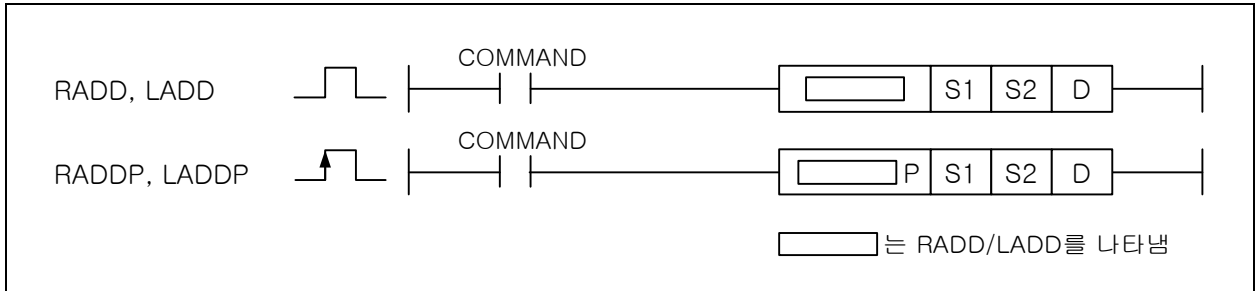 COMMAND
RADD, LADD S1 S2 D
COMMAND
RADDP, LADDP P S1 S2 D
는 RADD/LADD를 나타냄